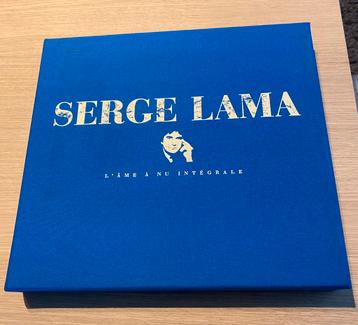 SERGE LAMA
L'ÂME À NU INTÉGRALE